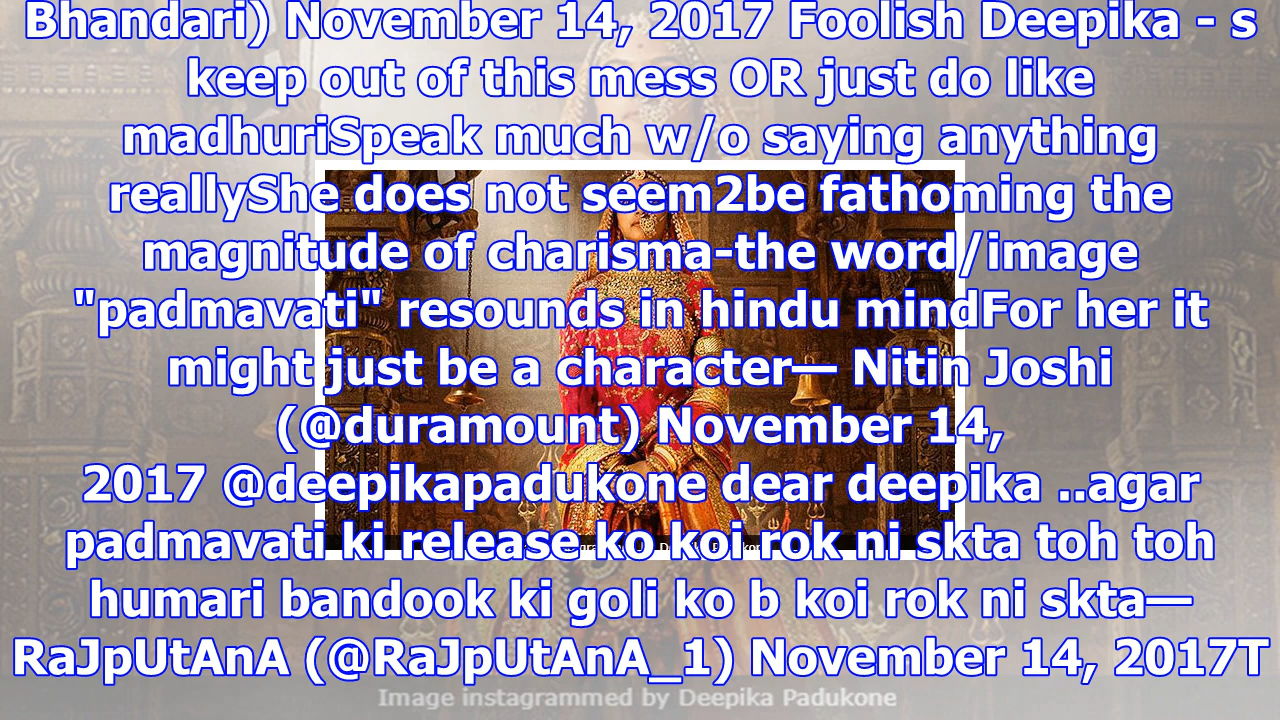 Bhandari) November 14, 2017 Foolish Deepika - s
keep out of this mess OR just do like
madhuriSpeak much w/o saying anything
reallyShe does not seem2be fathoming the
magnitude of charisma-the word/image
"padmavati" resounds in hindu mindFor her it
might just be a character— Nitin Joshi
(@duramount) November 14,
2017 @deepikapadukone dear deepika ..agar
padmavati ki release ko koi rok ni skta toh toh
humari bandook ki goli ko b koi rok ni skta—
RaJpUtAnA (@RaJpUtAnA_1) November 14, 2017T
Image instagrammed by Deepika Padukone